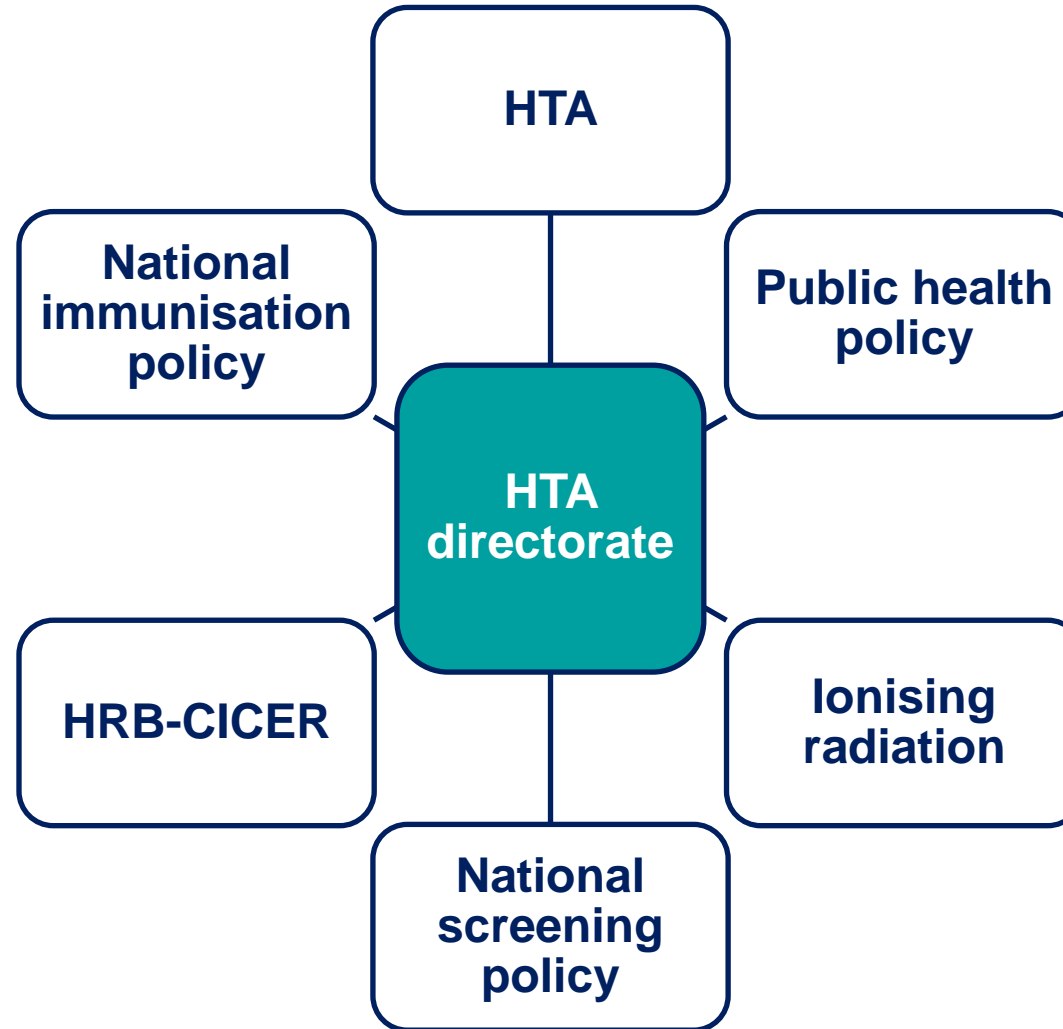 HTA
National
immunisation
policy
Public health
policy
HTA
directorate
HRB-CICER
Ionising
radiation
National
screening
policy